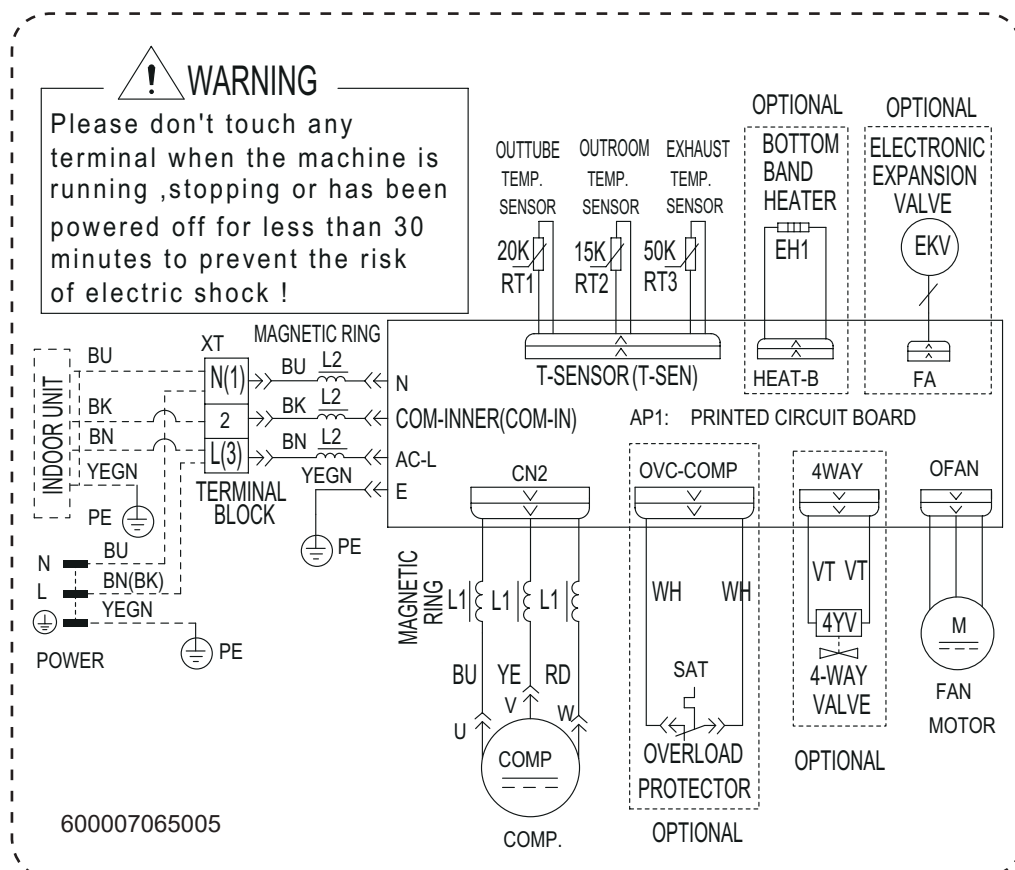 WARNING
Please don't touch any
terminal when the machine is
running ,stopping or has been
powered off for less than 30
minutes to prevent the risk
of electric shock !
OUTTUBE
TEMP.
SENSOR
OUTROOM
TEMP.
SENSOR
EXHAUST
TEMP.
SENSOR
OPTIONAL
BOTTOM
BAND
HEATER
OPTIONAL
ELECTRONIC
EXPANSION
VALVE
20K
RT1
15K
RT2
50K
RT3
EH1
EKV
T-SENSOR(T-SEN)
HEAT-B
FA
INDOOR UNIT
BU
BK
BN
YEGN
PE
XT
N(1)
2
L(3)
TERMINAL
BLOCK
MAGNETIC RING
BU L2
BK L2
BN L2
YEGN
PE
N
COM-INNER(COM-IN)
AC-L
E
AP1: PRINTED CIRCUIT BOARD
N
L
BU
BN(BK)
YEGN
PE
POWER
CN2
MAGNETIC
RING
L1 L1 L1
BU YE RD
U V W
COMP
COMP.
OVC-COMP
WH WH
SAT
OVERLOAD
PROTECTOR
OPTIONAL
4WAY
VT VT
4YV
4-WAY
VALVE
OPTIONAL
OFAN
M
FAN
MOTOR
600007065005